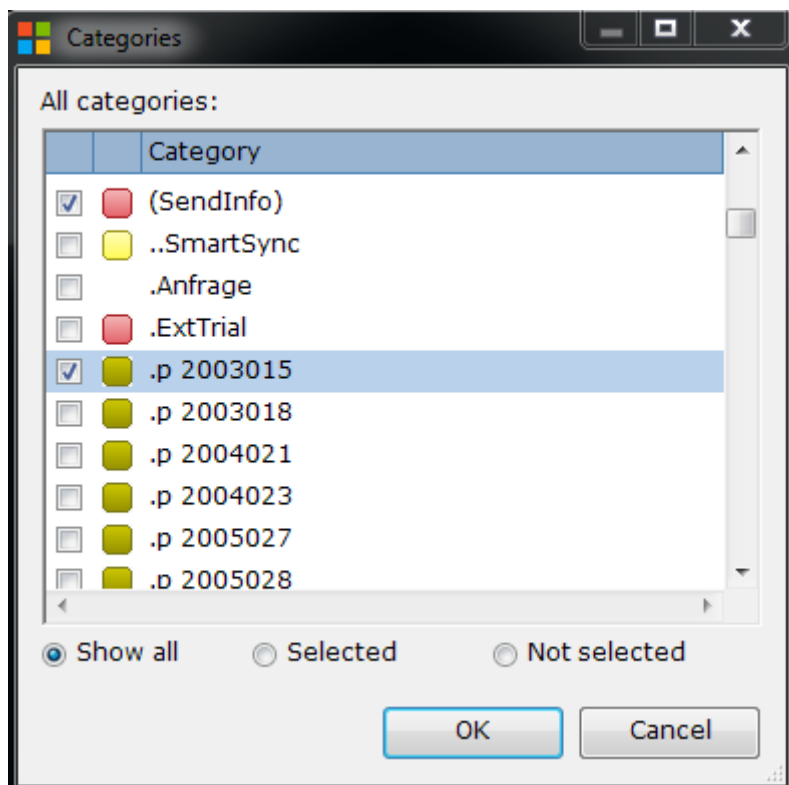 Categories
All categories:
Category
(SendInfo)
..SmartSync
.Anfrage
.ExtTrial
.p 2003015
.p 2003018
.p 2004021
.p 2004023
.p 2005027
.p 2005028
Show all Selected Not selected
OK Cancel